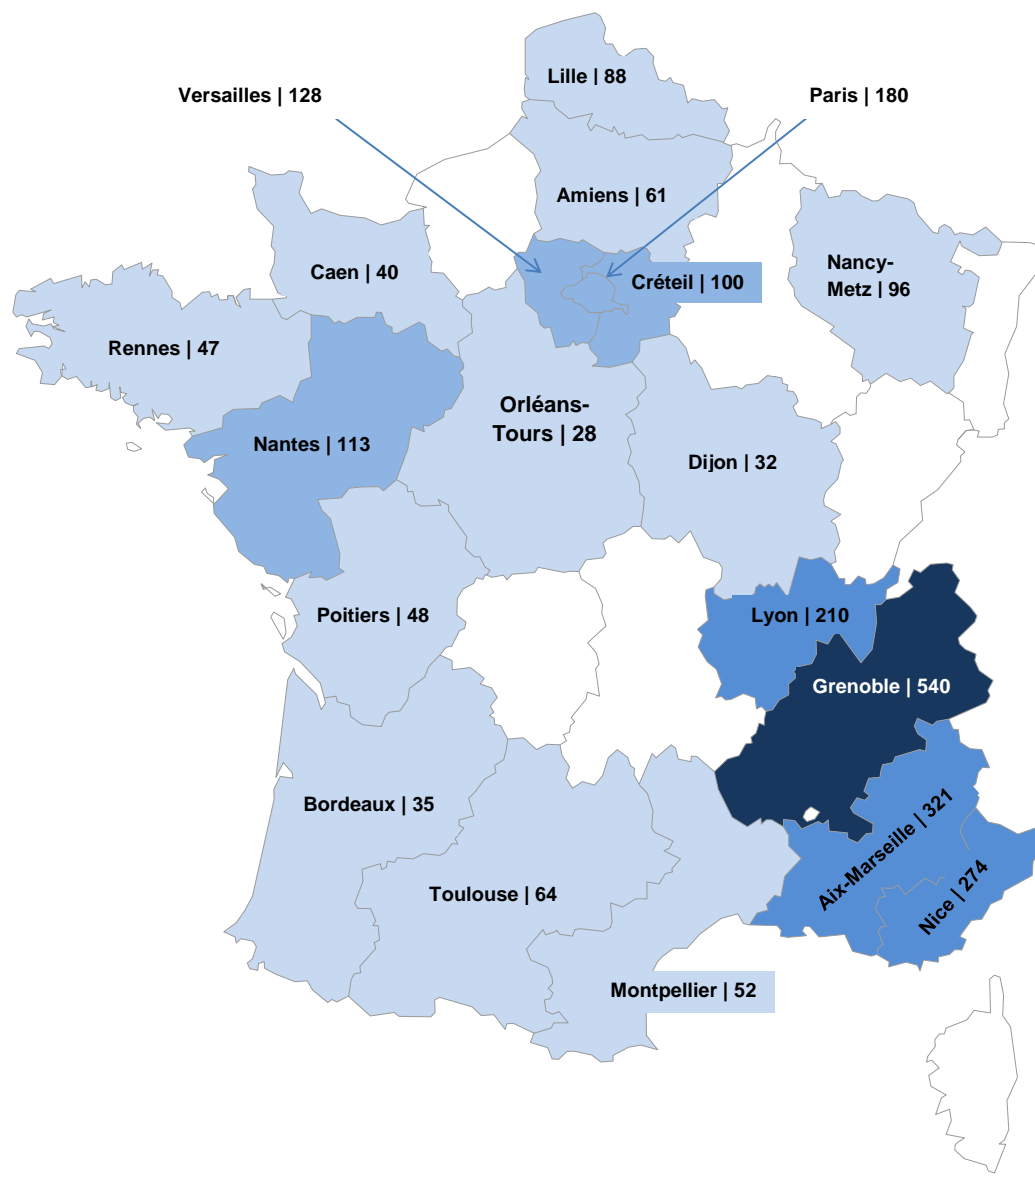 Lille | 88
Versailles | 128
Paris | 180
Amiens | 61
Caen | 40
Créteil | 100
Nancy-
Metz | 96
Rennes | 47
Orléans-
Tours | 28
Nantes | 113
Dijon | 32
Poitiers | 48
Lyon | 210
Grenoble | 540
Bordeaux | 35
Aix-Marseille | 321
Toulouse | 64
Nice | 274
Montpellier | 52